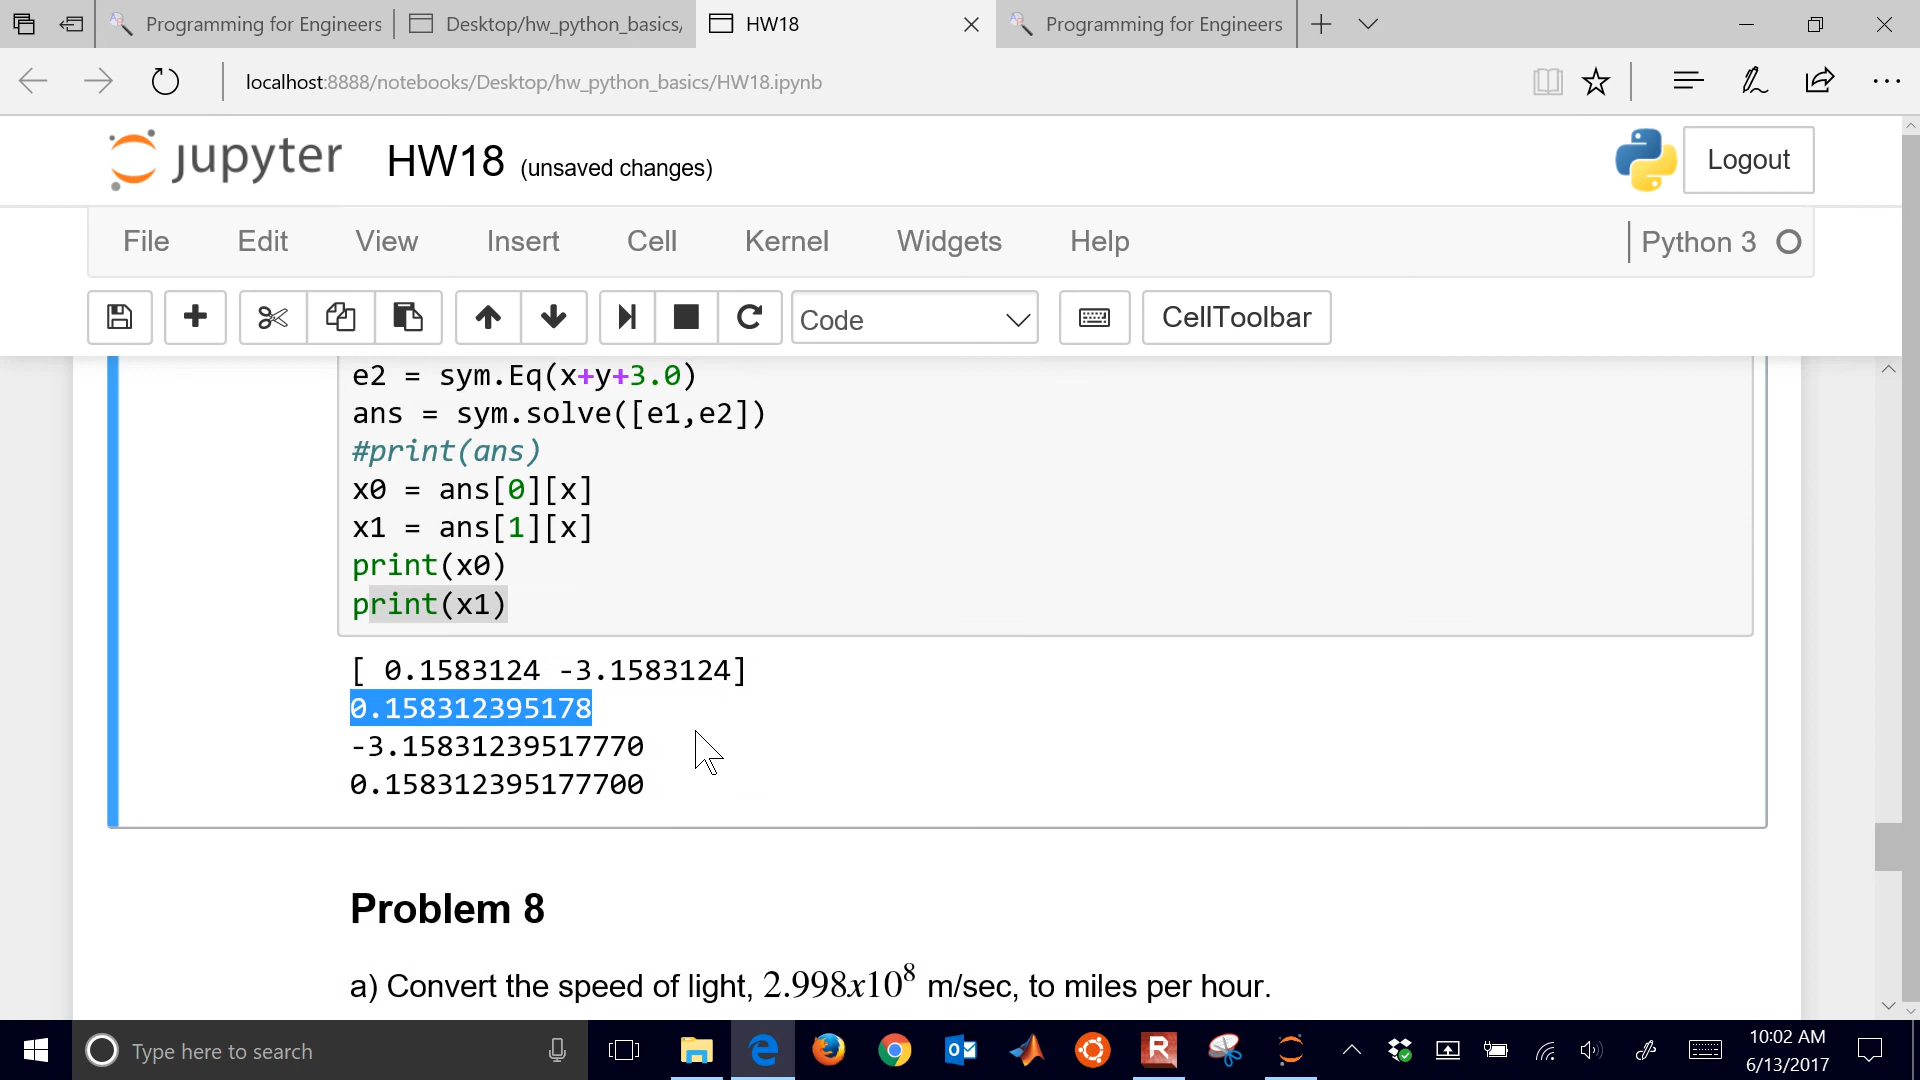 Programming for Engineers
Desktop/hw_python_basics/
HW18
Programming for Engineers
localhost:8888/notebooks/Desktop/hw_python_basics/HW18.ipynb
jupyter HW18 (unsaved changes)
Logout
File Edit View Insert Cell Kernel Widgets Help
Python 3
Code
CellToolbar
e2 = sym.Eq(x+y+3.0)
ans = sym.solve([e1,e2])
#print(ans)
x0 = ans[0][x]
x1 = ans[1][x]
print(x0)
print(x1)
[ 0.1583124 -3.1583124]
0.158312395178
-3.15831239517770
0.158312395177700
Problem 8
a) Convert the speed of light, 2.998x10⁸ m/sec, to miles per hour.
Type here to search
10:02 AM
6/13/2017